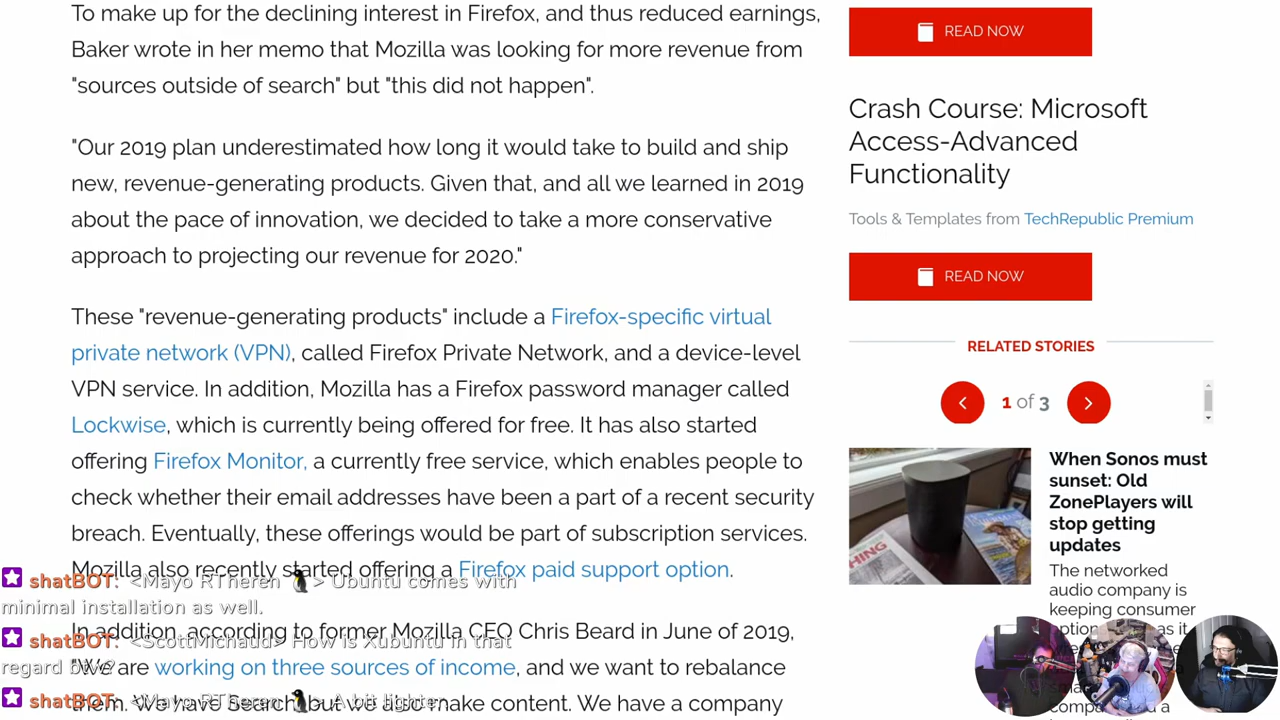 To make up for the declining interest in Firefox, and thus reduced earnings,
Baker wrote in her memo that Mozilla was looking for more revenue from
"sources outside of search" but "this did not happen".
"Our 2019 plan underestimated how long it would take to build and ship
new, revenue-generating products. Given that, and all we learned in 2019
about the pace of innovation, we decided to take a more conservative
approach to projecting our revenue for 2020."
These "revenue-generating products" include a Firefox-specific virtual
private network (VPN), called Firefox Private Network, and a device-level
VPN service. In addition, Mozilla has a Firefox password manager called
Lockwise, which is currently being offered for free. It has also started
offering Firefox Monitor, a currently free service, which enables people to
check whether their email addresses have been a part of a recent security
breach. Eventually, these offerings would be part of subscription services.
Mozilla also recently started offering a Firefox paid support option.
In addition, according to former Mozilla CEO Chris Beard in June of 2019,
"We are working on three sources of income, and we want to rebalance
them. We have Search, but we also make content. We have a company
shatBOT: <Mayo RTheren 🐧> Ubuntu comes with
minimal installation as well.
shatBOT: <ScottMichaud> How is Xubuntu in that
regard btw?
shatBOT: <Mayo RTheren 🐧> A bit lighter.
READ NOW
Crash Course: Microsoft
Access-Advanced
Functionality
Tools & Templates from TechRepublic Premium
READ NOW
RELATED STORIES
1 of 3
When Sonos must
sunset: Old
ZonePlayers will
stop getting
updates
The networked
audio company is
keeping consumer
as it